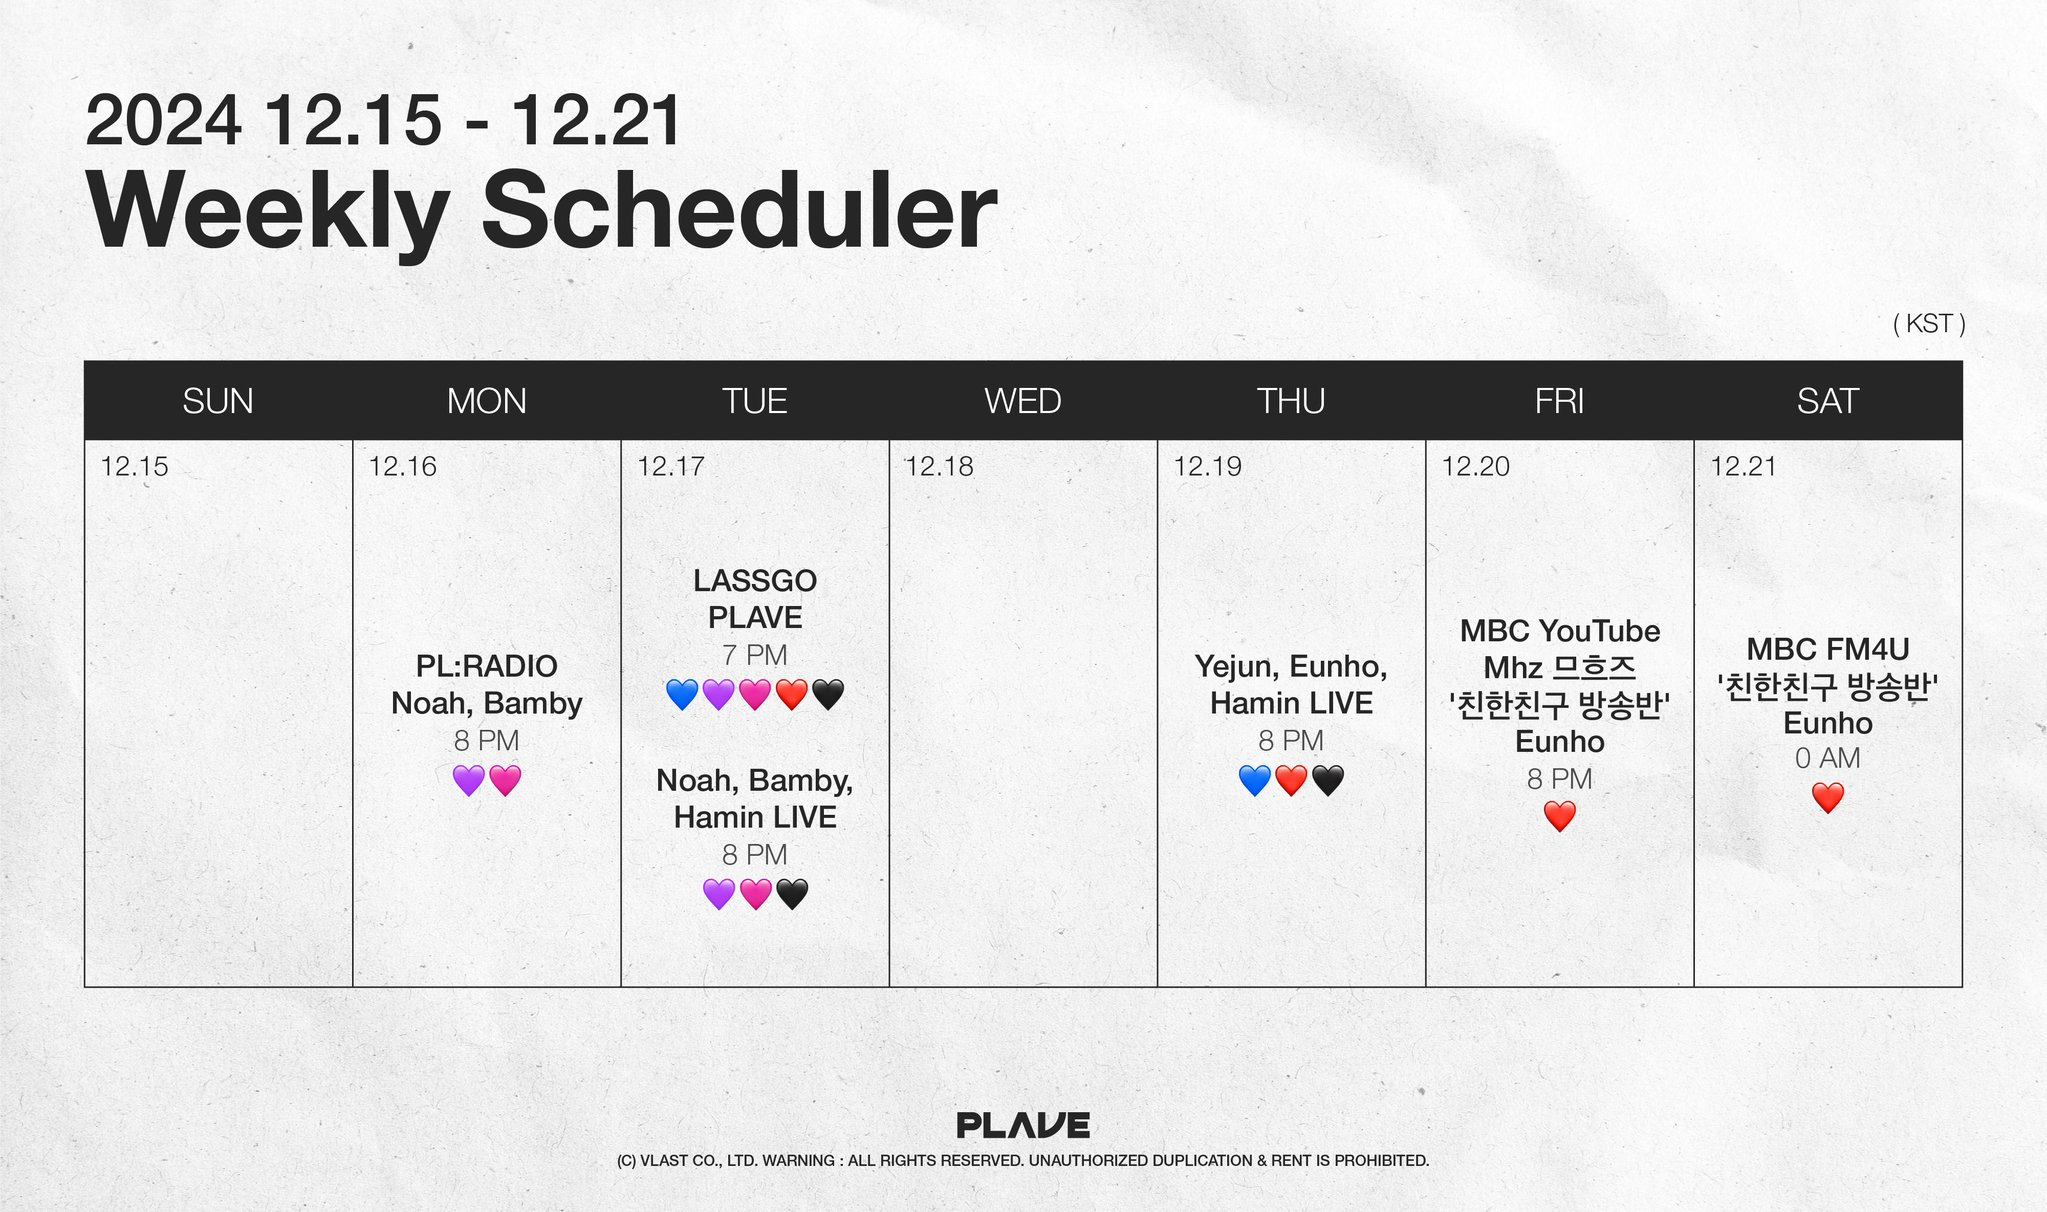 2024 12.15 - 12.21
Weekly Scheduler
( KST )
SUN
MON
TUE
WED
THU
FRI
SAT
12.15
12.16
PL:RADIO
Noah, Bamby
8 PM
💜🩷
12.17
LASSGO
PLAVE
7 PM
💙💜🩷❤️🖤
Noah, Bamby,
Hamin LIVE
8 PM
💜🩷🖤
12.18
12.19
Yejun, Eunho,
Hamin LIVE
8 PM
💙❤️🖤
12.20
MBC YouTube
Mhz 므흐즈
'친한친구 방송반'
Eunho
8 PM
❤️
12.21
MBC FM4U
'친한친구 방송반'
Eunho
0 AM
❤️
PLAVE
(C) VLAST CO., LTD. WARNING : ALL RIGHTS RESERVED. UNAUTHORIZED DUPLICATION & RENT IS PROHIBITED.